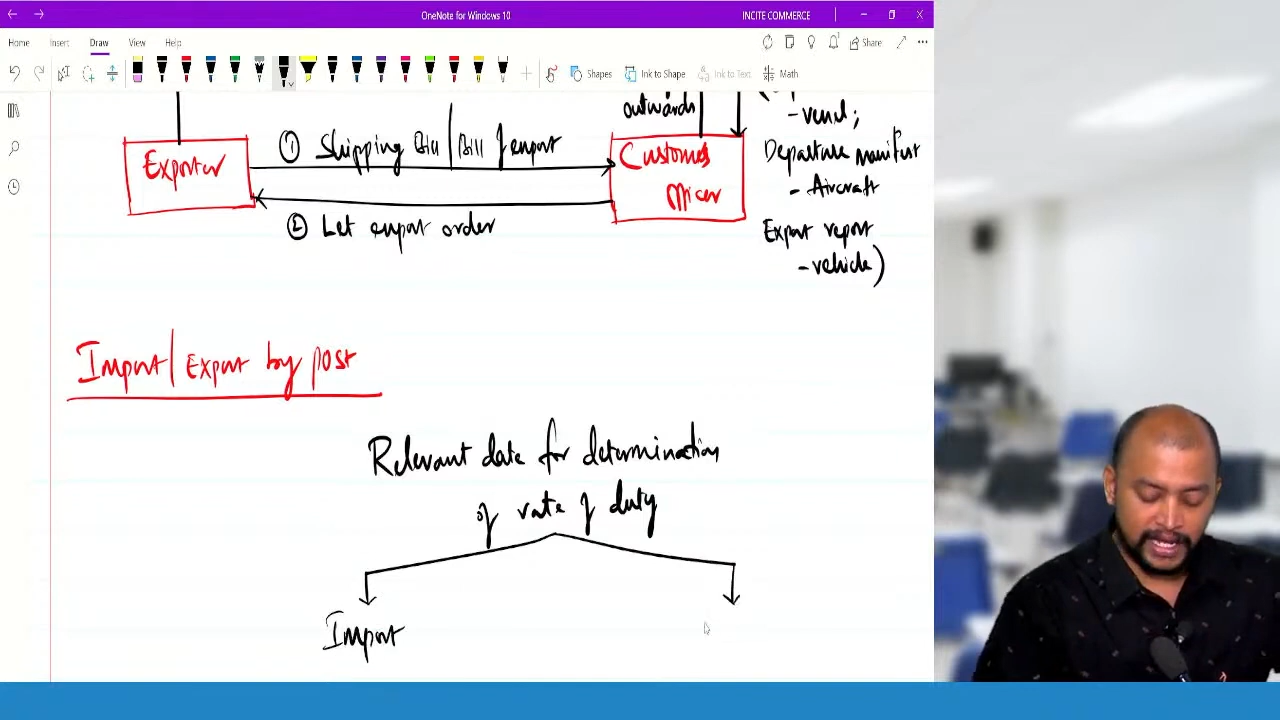 OneNote for Windows 10
INCITE COMMERCE
Home Insert Draw View Help
Share
Shapes Ink to Shape Ink to Text Math
outwards
- vessel;
Exporter
① Shipping Bill / Bill of export
Customs officer
Departure manifest
- Aircraft
② Let export order
Export report
- vehicle)
Import / Export by post
Relevant date for determination
of rate of duty
Import